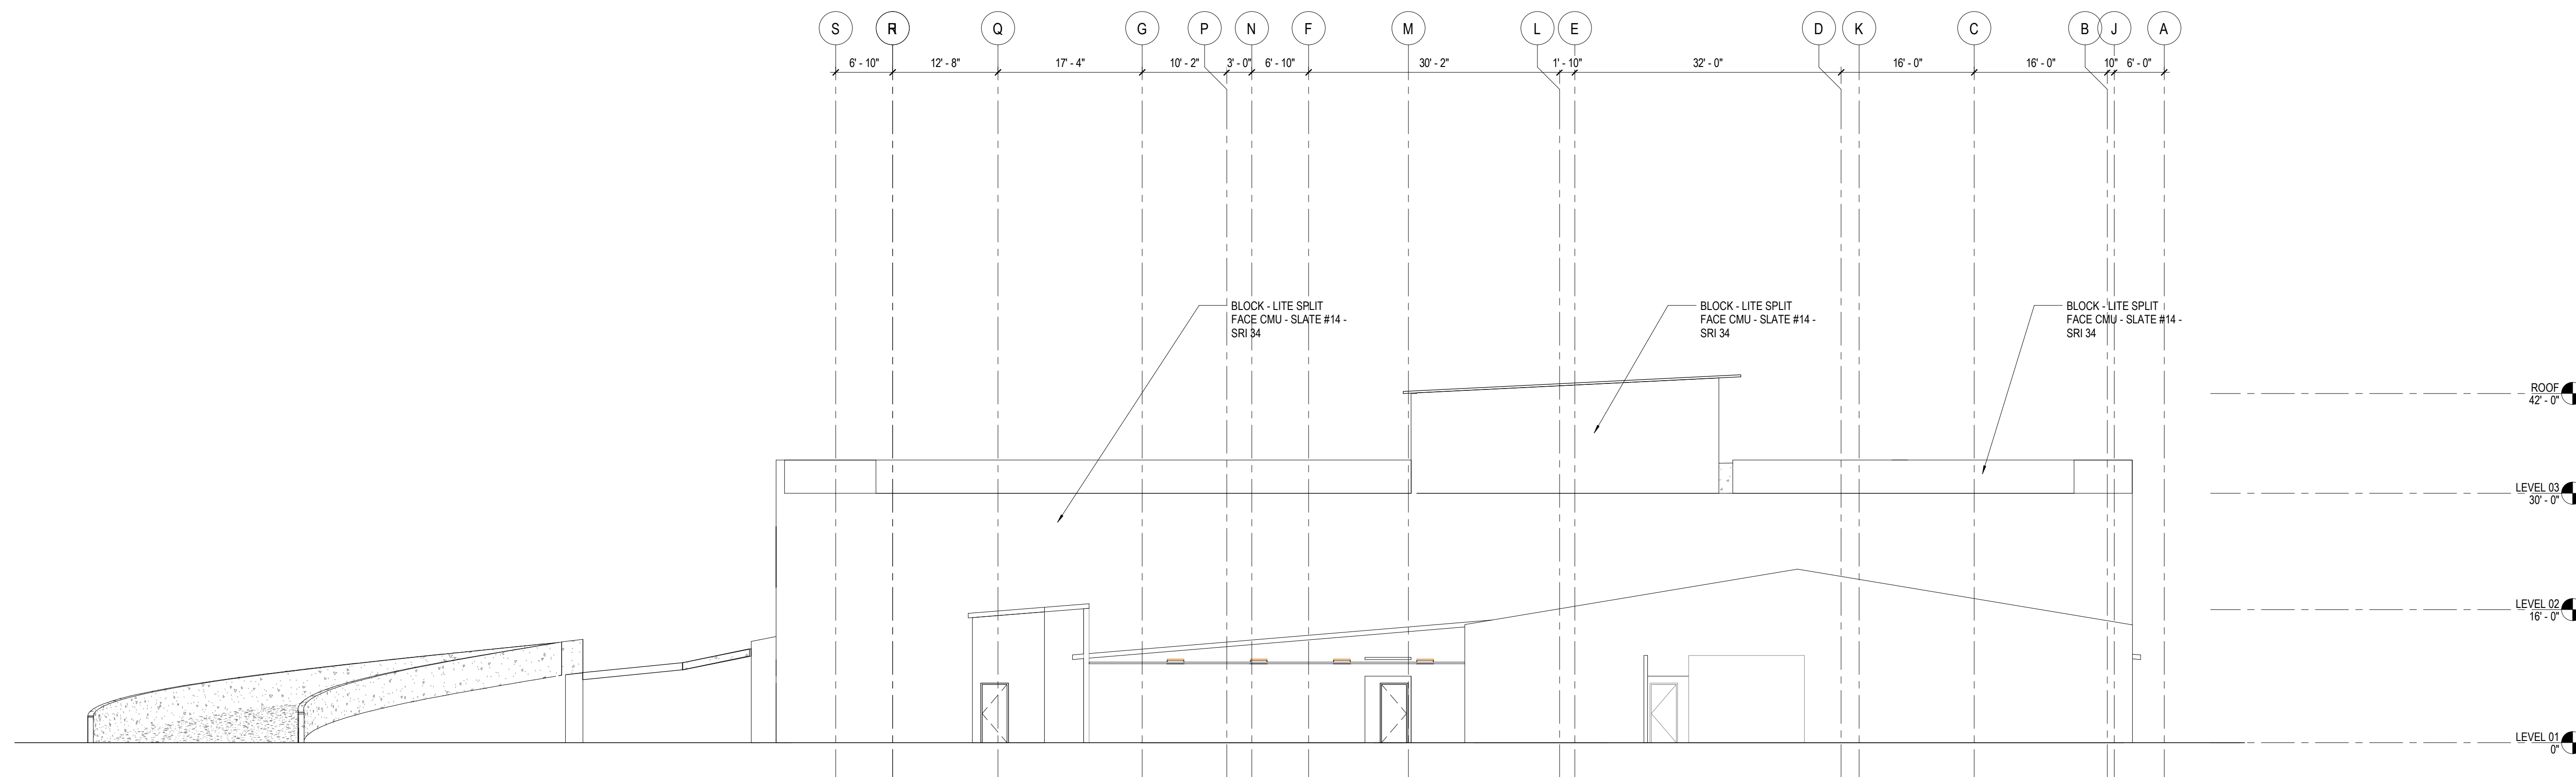 S R Q G P N F M L E D K C B J A
6' - 10" 12' - 8" 17' - 4" 10' - 2" 3' - 0" 6' - 10" 30' - 2" 1' - 10" 32' - 0" 16' - 0" 16' - 0" 10" 6' - 0"
BLOCK - LITE SPLIT
FACE CMU - SLATE #14 -
SRI 34
BLOCK - LITE SPLIT
FACE CMU - SLATE #14 -
SRI 34
BLOCK - LITE SPLIT
FACE CMU - SLATE #14 -
SRI 34
ROOF
42' - 0"
LEVEL 03
30' - 0"
LEVEL 02
16' - 0"
LEVEL 01
0"